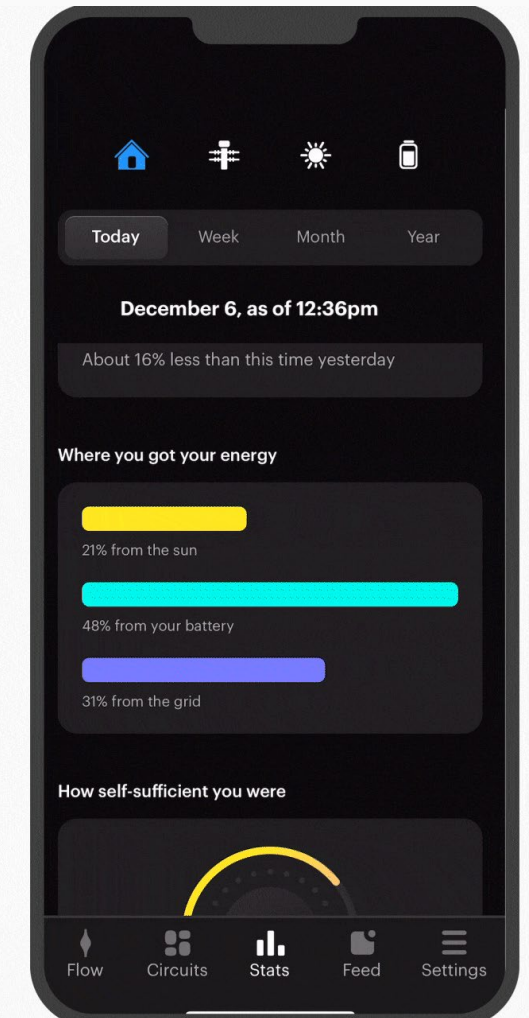 Today Week Month Year
December 6, as of 12:36pm
About 16% less than this time yesterday
Where you got your energy
21% from the sun
48% from your battery
31% from the grid
How self-sufficient you were
Flow Circuits Stats Feed Settings